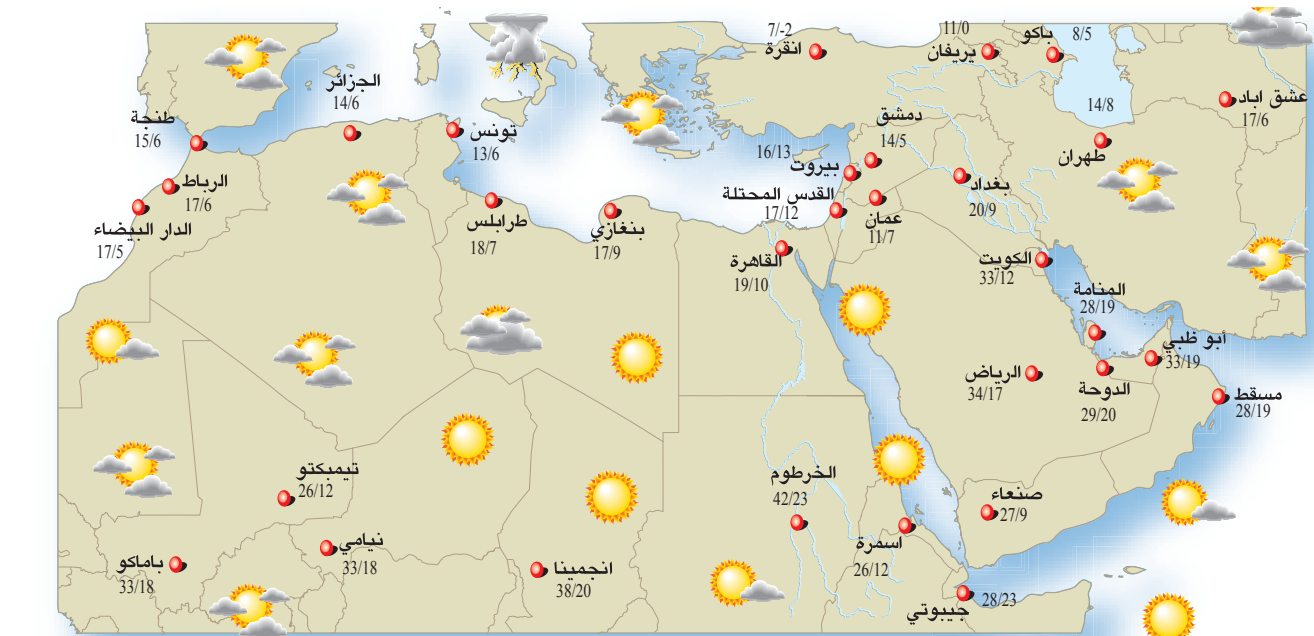 7/-2
انقرة
11/0
يريفان
باكو
8/5
عشق اباد
17/6
14/8
طهران
الجزائر
14/6
طنجة
15/6
تونس
13/6
دمشق
14/5
16/13
بيروت
بغداد
20/9
الرباط
17/6
الدار البيضاء
17/5
طرابلس
18/7
بنغازي
17/9
القدس المحتلة
17/12
عمان
11/7
القاهرة
19/10
الكويت
33/12
المنامة
28/19
أبو ظبي
33/19
الرياض
34/17
الدوحة
29/20
مسقط
28/19
تيمبكتو
26/12
الخرطوم
42/23
صنعاء
27/9
اسمرة
26/12
باماكو
33/18
نيامي
33/18
انجمينا
38/20
جيبوتي
28/23